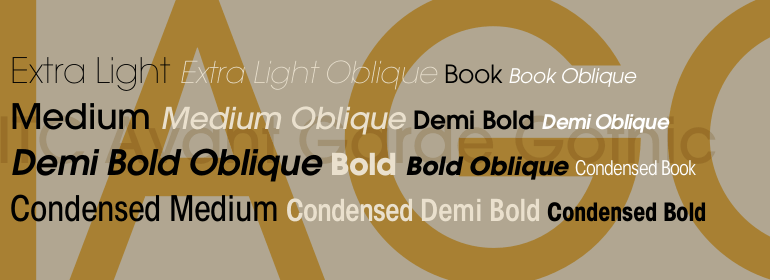 IAGC
Extra Light Extra Light Oblique Book Book Oblique
Medium Medium Oblique Demi Bold Demi Oblique
ITC Avant Garde Gothic
Demi Bold Oblique Bold Bold Oblique Condensed Book
Condensed Medium Condensed Demi Bold Condensed Bold